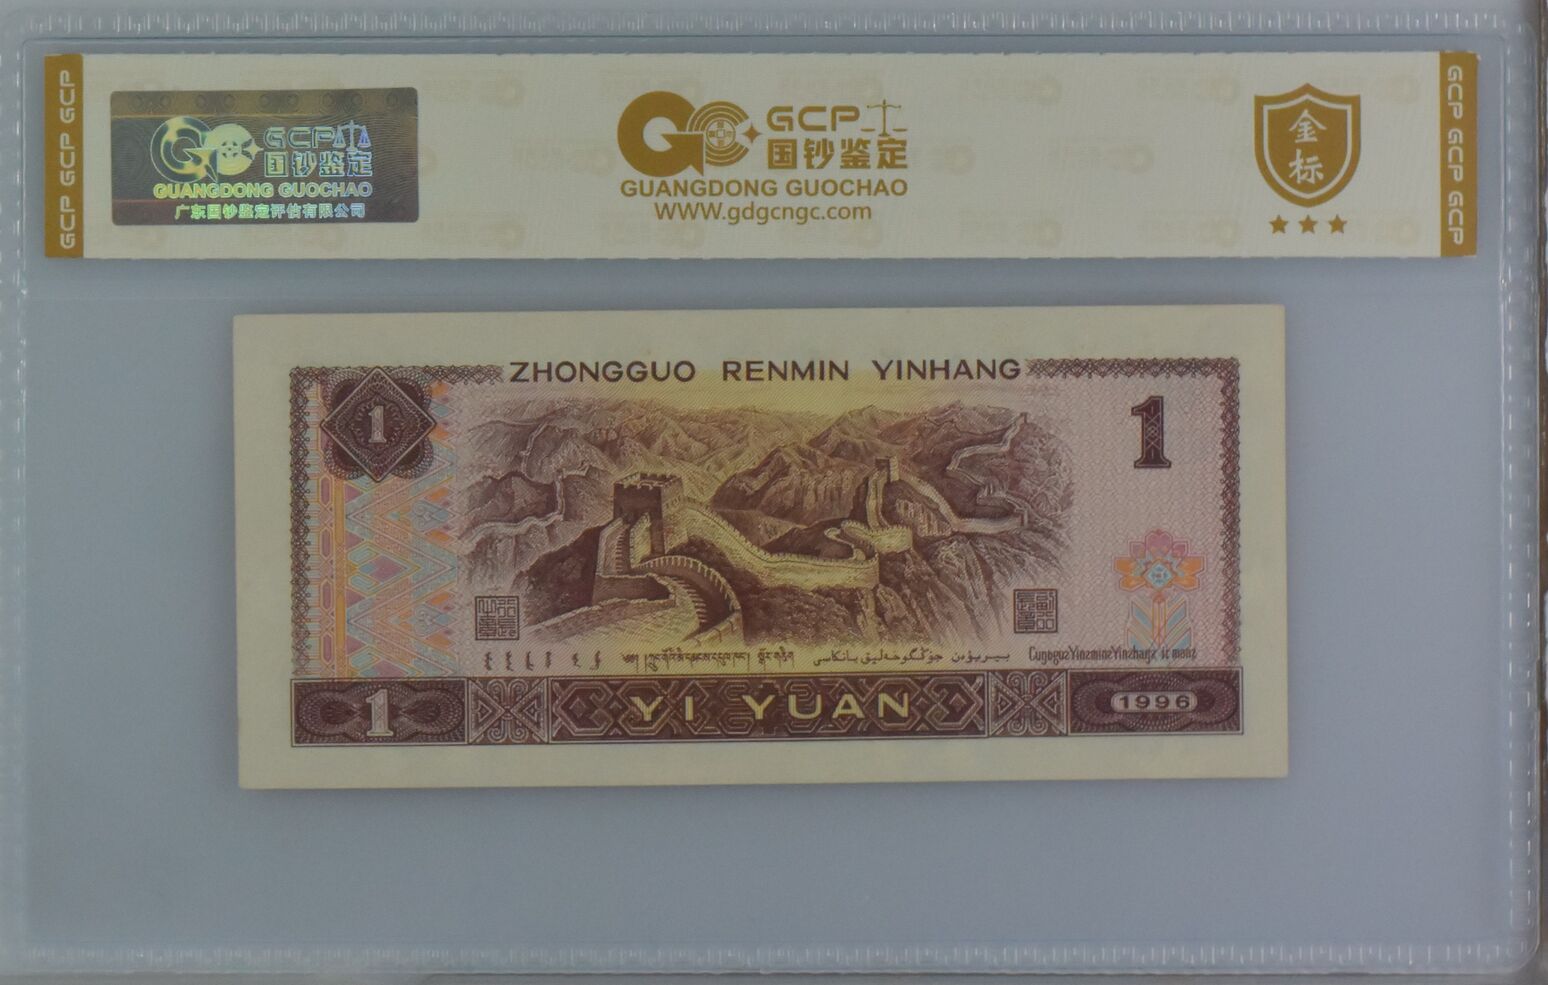 GCP GCP GCP
GCP
国钞鉴定
GUANGDONG GUOCHAO
广东国钞鉴定评估有限公司
GCP
国钞鉴定
GUANGDONG GUOCHAO
WWW.gdgcngc.com
金标
GCP GCP GCP
ZHONGGUO RENMIN YINHANG
1
1
1
YI YUAN
1996